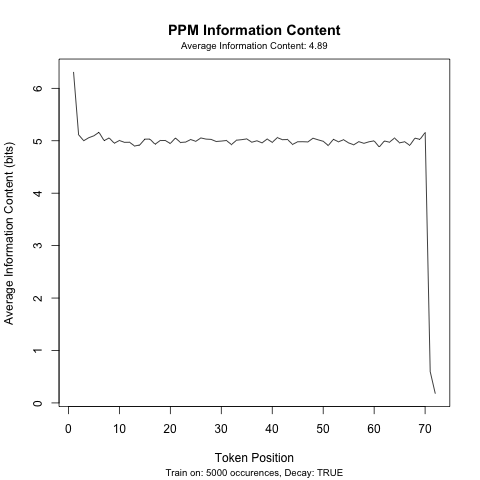 PPM Information Content
Average Information Content: 4.89
Average Information Content (bits)
6
5
4
3
2
1
0
0 10 20 30 40 50 60 70
Token Position
Train on: 5000 occurences, Decay: TRUE